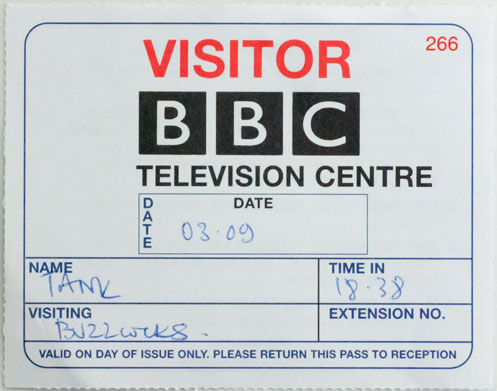 VISITOR
266
BBC
TELEVISION CENTRE
DATE DATE
03.09
NAME TIME IN
TANK 18.38
VISITING EXTENSION NO.
BUZZCOCKS.
VALID ON DAY OF ISSUE ONLY. PLEASE RETURN THIS PASS TO RECEPTION